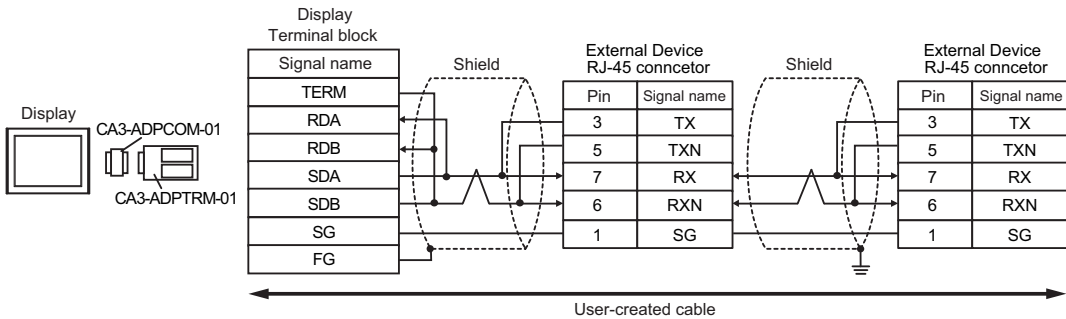 Display
Terminal block
Signal name
TERM
RDA
RDB
SDA
SDB
SG
FG
Shield
External Device
RJ-45 conncetor
Pin Signal name
3 TX
5 TXN
7 RX
6 RXN
1 SG
Shield
External Device
RJ-45 conncetor
Pin Signal name
3 TX
5 TXN
7 RX
6 RXN
1 SG
Display
CA3-ADPCOM-01
CA3-ADPTRM-01
User-created cable